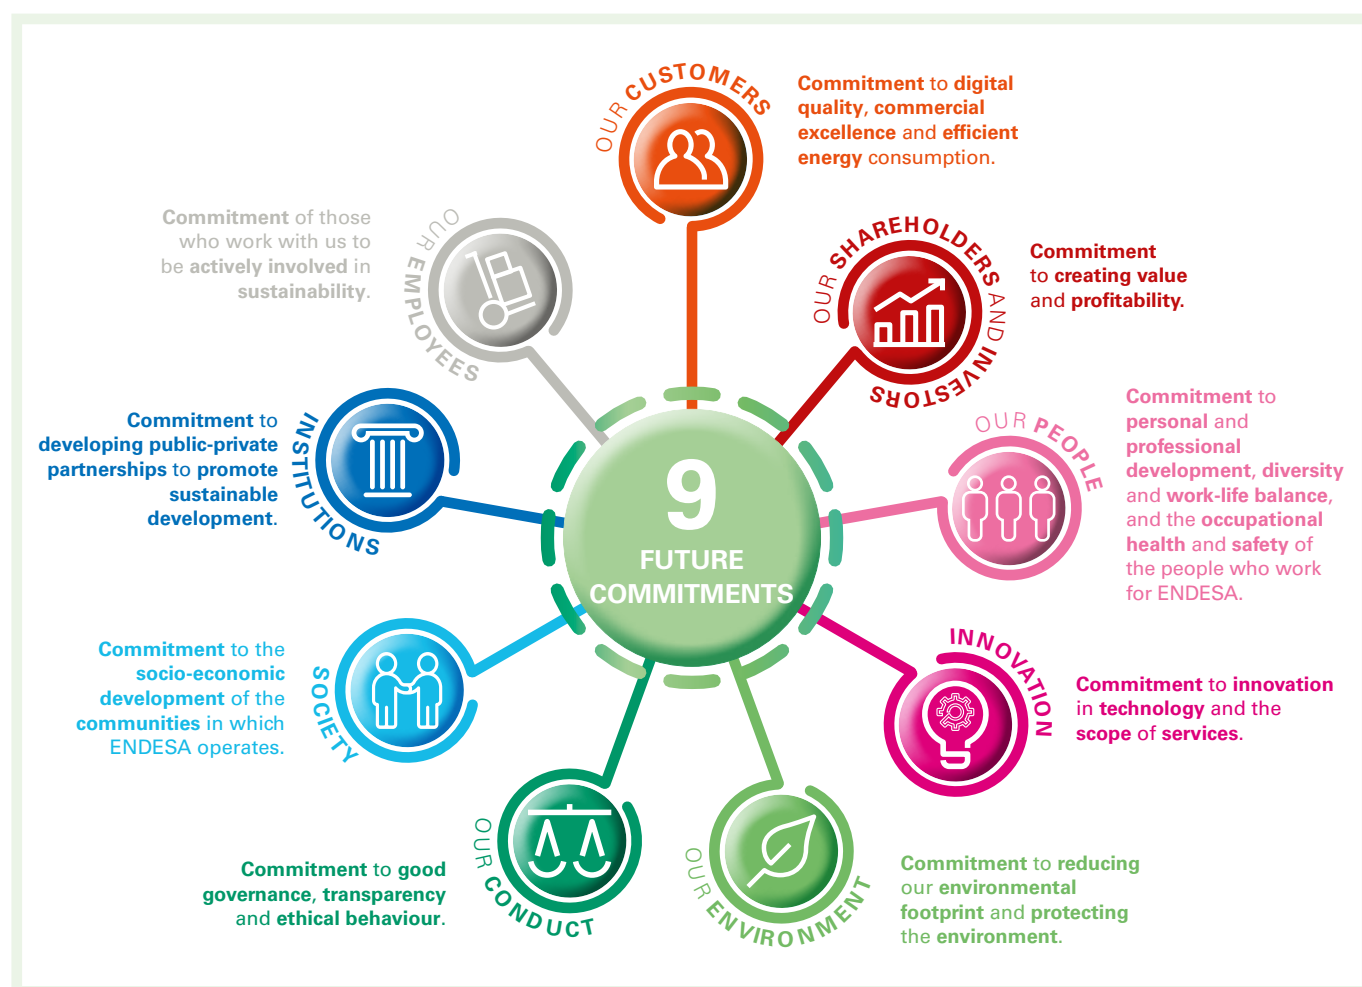 9
FUTURE
COMMITMENTS
OUR CUSTOMERS
Commitment to digital
quality, commercial
excellence and efficient
energy consumption.
OUR SHAREHOLDERS AND INVESTORS
Commitment
to creating value
and profitability.
OUR PEOPLE
Commitment to
personal and
professional
development, diversity
and work-life balance,
and the occupational
health and safety of
the people who work
for ENDESA.
INNOVATION
Commitment to innovation
in technology and the
scope of services.
OUR ENVIRONMENT
Commitment to reducing
our environmental
footprint and protecting
the environment.
OUR CONDUCT
Commitment to good
governance, transparency
and ethical behaviour.
SOCIETY
Commitment to the
socio-economic
development of the
communities in which
ENDESA operates.
INSTITUTIONS
Commitment to
developing public-private
partnerships to promote
sustainable
development.
OUR EMPLOYEES
Commitment of those
who work with us to
be actively involved in
sustainability.